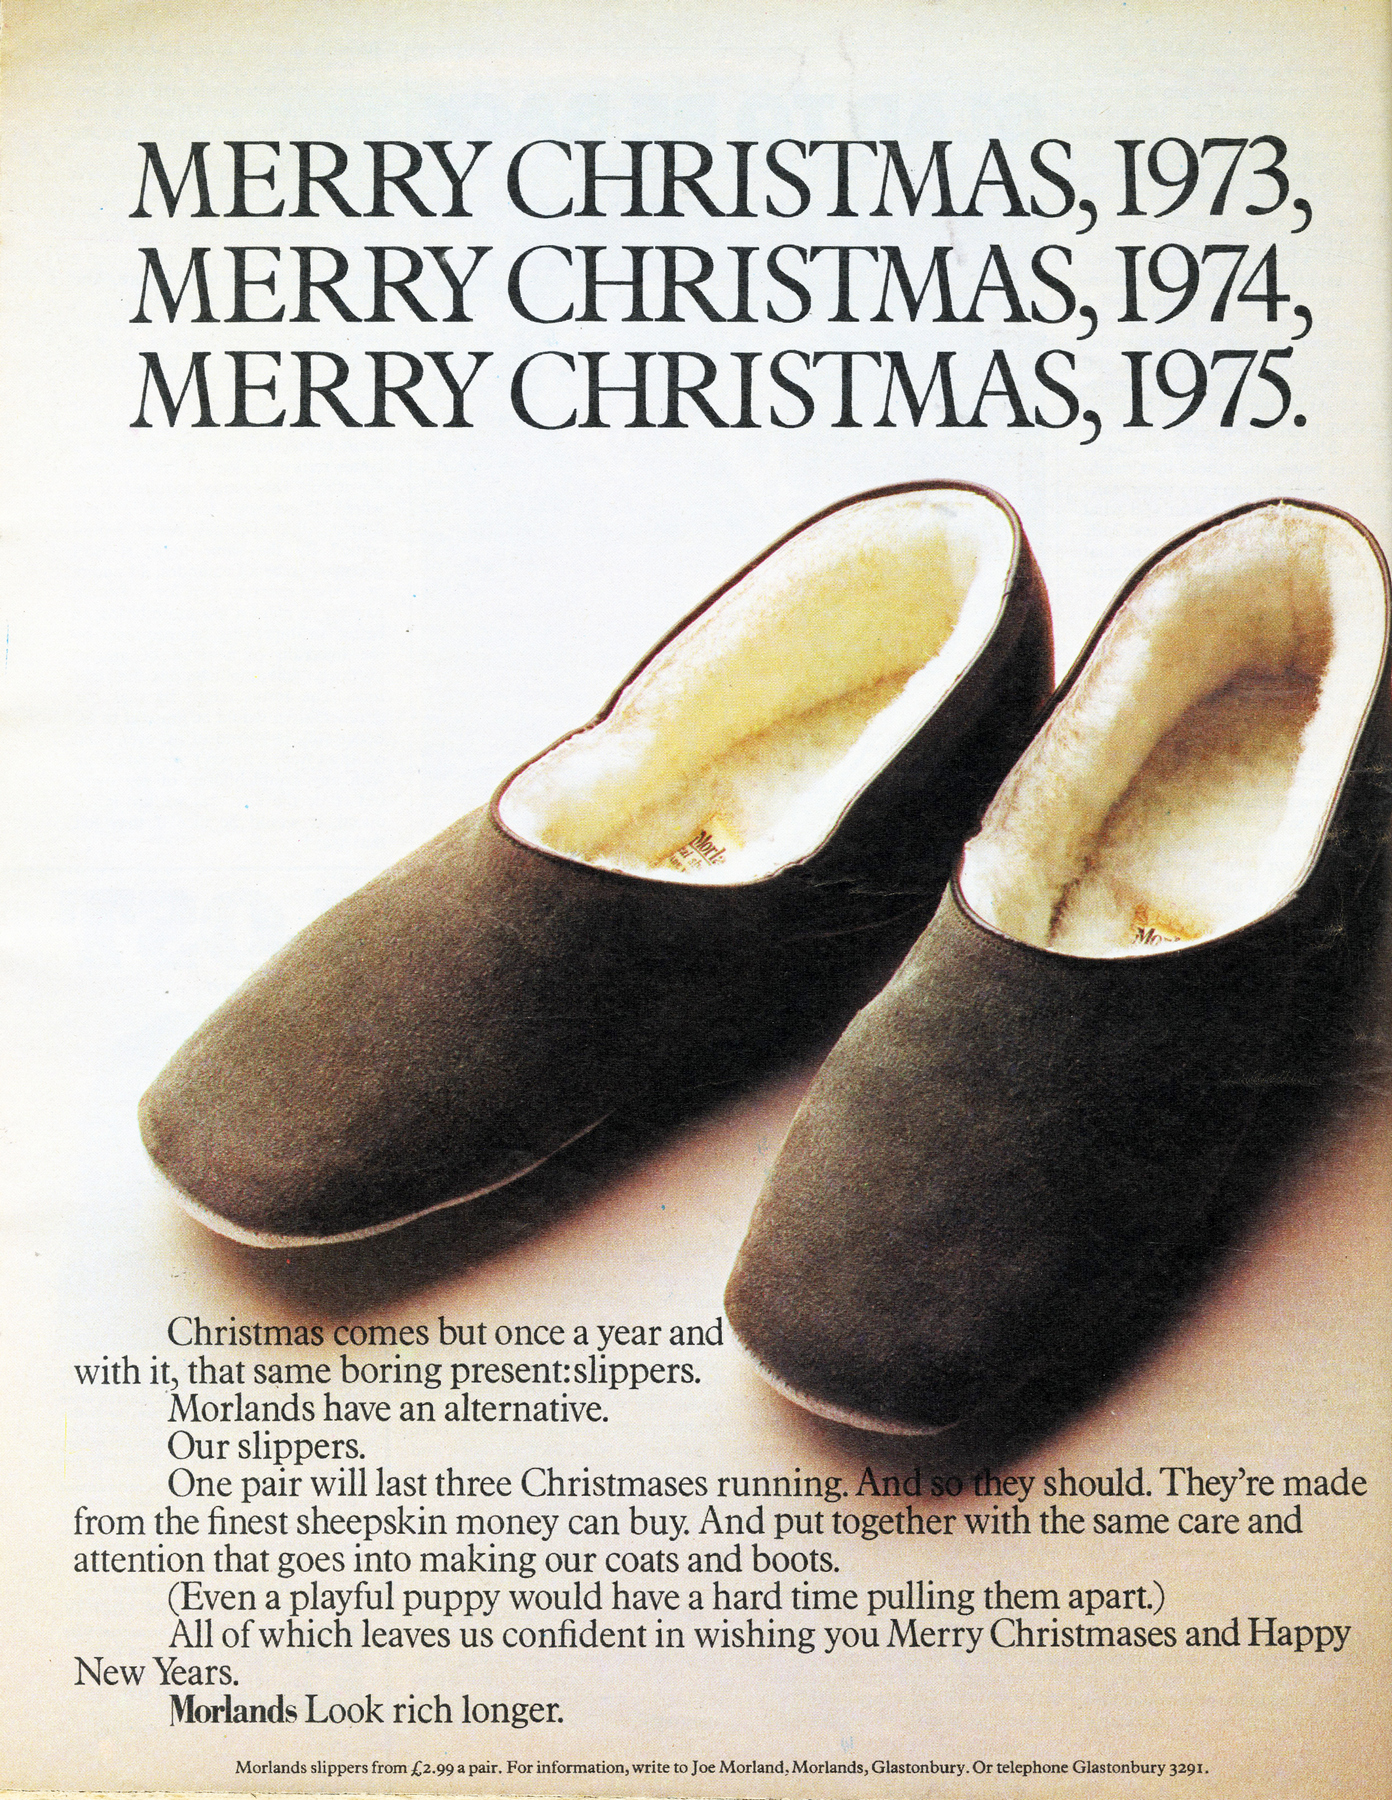 MERRY CHRISTMAS, 1973,
MERRY CHRISTMAS, 1974,
MERRY CHRISTMAS, 1975.
Christmas comes but once a year and
with it, that same boring present: slippers.
Morlands have an alternative.
Our slippers.
One pair will last three Christmases running. And so they should. They're made
from the finest sheepskin money can buy. And put together with the same care and
attention that goes into making our coats and boots.
(Even a playful puppy would have a hard time pulling them apart.)
All of which leaves us confident in wishing you Merry Christmases and Happy
New Years.
Morlands Look rich longer.
Morlands slippers from £2.99 a pair. For information, write to Joe Morland, Morlands, Glastonbury. Or telephone Glastonbury 3291.